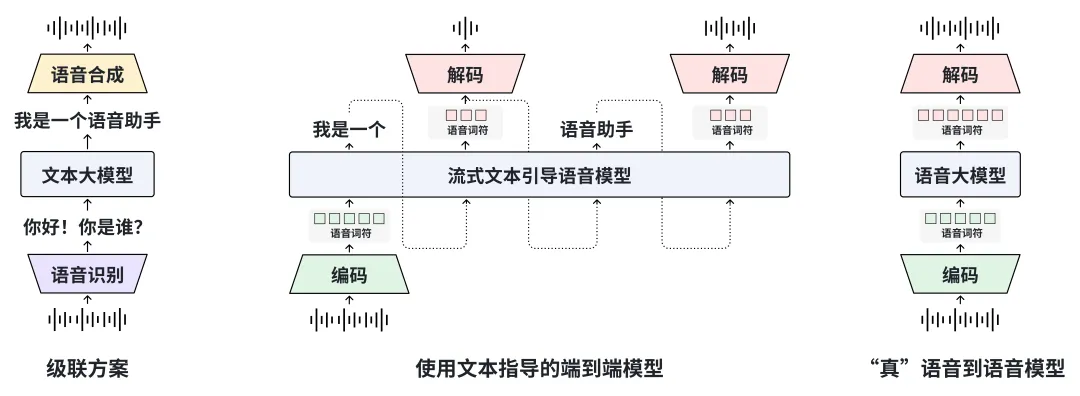 语音合成
我是一个语音助手
文本大模型
你好！你是谁？
语音识别
级联方案
解码
解码
语音词符
语音词符
我是一个
语音助手
流式文本引导语音模型
语音词符
编码
使用文本指导的端到端模型
解码
语音词符
语音大模型
语音词符
编码
“真”语音到语音模型